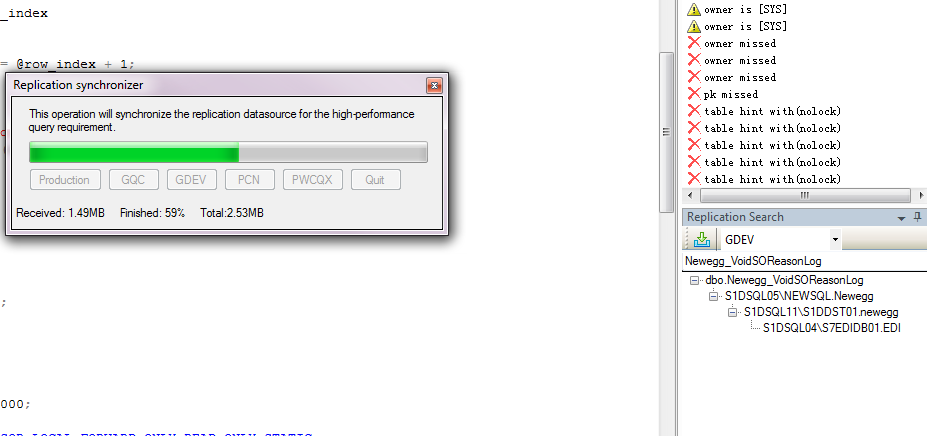 _index
= @row_index + 1;
Replication synchronizer
This operation will synchronize the replication datasource for the high-performance
query requirement.
Production GQC GDEV PCN PWCQX Quit
Received: 1.49MB Finished: 59% Total:2.53MB
;
000;
owner is [SYS]
owner is [SYS]
owner missed
owner missed
owner missed
pk missed
table hint with(nolock)
table hint with(nolock)
table hint with(nolock)
table hint with(nolock)
table hint with(nolock)
Replication Search
GDEV
Newegg_VoidSOReasonLog
dbo.Newegg_VoidSOReasonLog
S1DSQL05\NEWSQL.Newegg
S1DSQL11\S1DDST01.newegg
S1DSQL04\S7EDIDB01.EDI